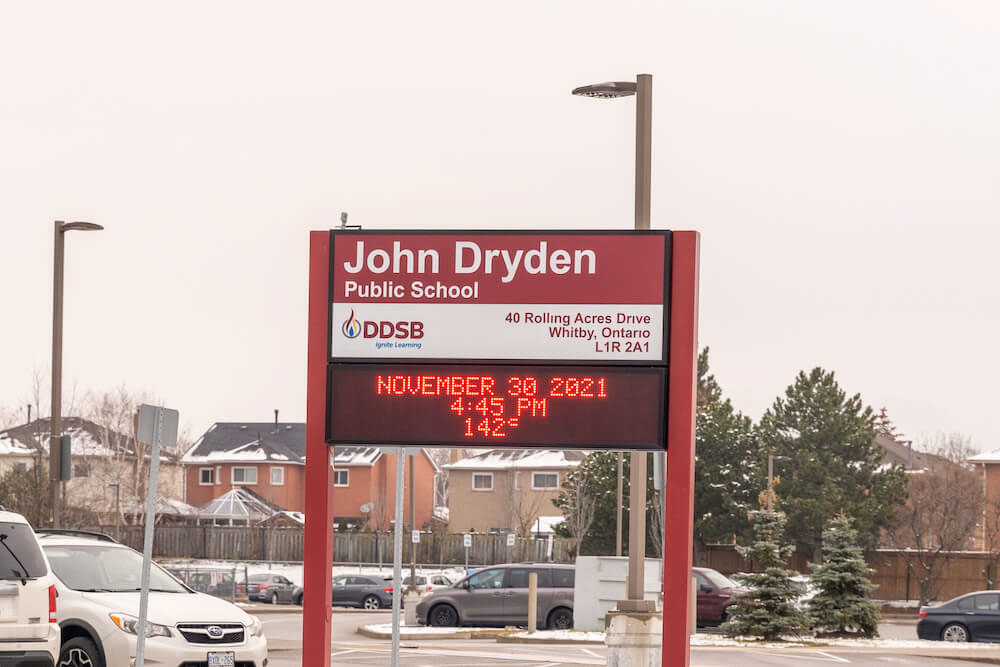 John Dryden
Public School
DDSB
Ignite Learning
40 Rolling Acres Drive
Whitby, Ontario
L1R 2A1
NOVEMBER 30 2021
4:45 PM
142°